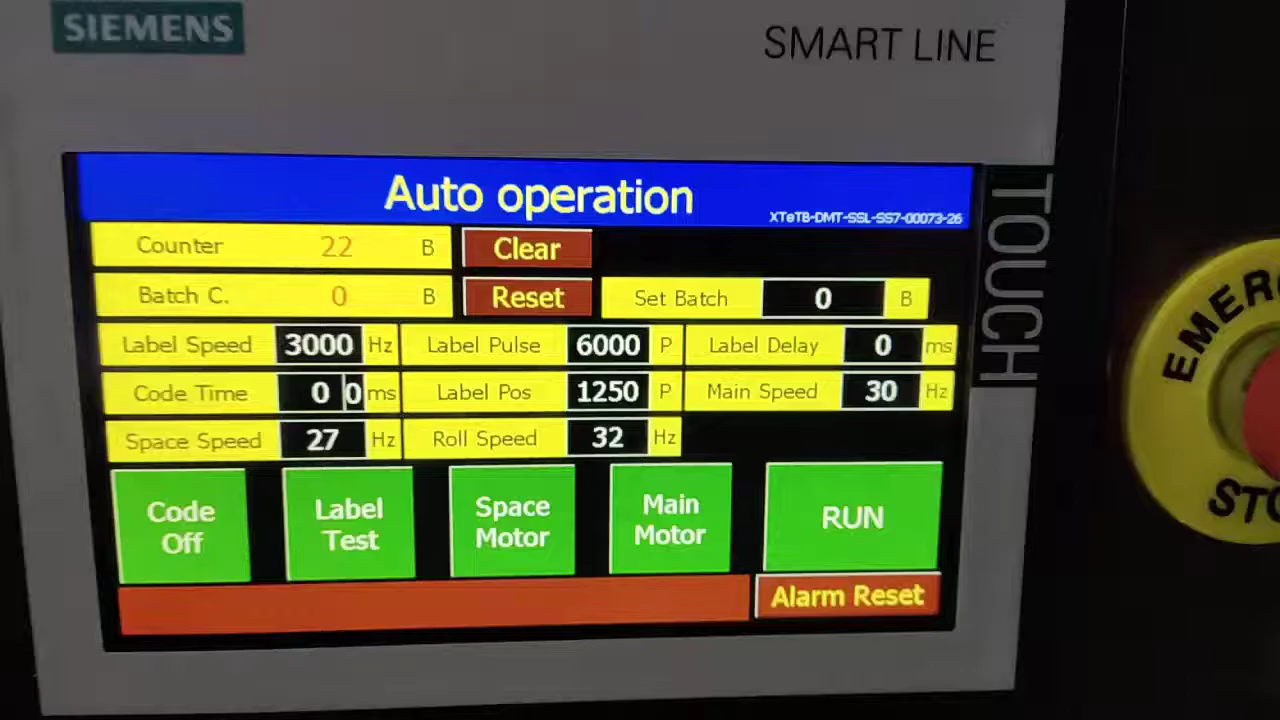 SIEMENS
SMART LINE
TOUCH
Auto operation
XTeTB-DMT-SSL-SS7-00073-26
Counter 22 B Clear
Batch C. 0 B Reset Set Batch 0 B
Label Speed 3000 Hz Label Pulse 6000 P Label Delay 0 ms
Code Time 0 0 ms Label Pos 1250 P Main Speed 30 Hz
Space Speed 27 Hz Roll Speed 32 Hz
Code Off
Label Test
Space Motor
Main Motor
RUN
Alarm Reset
EMER
STO